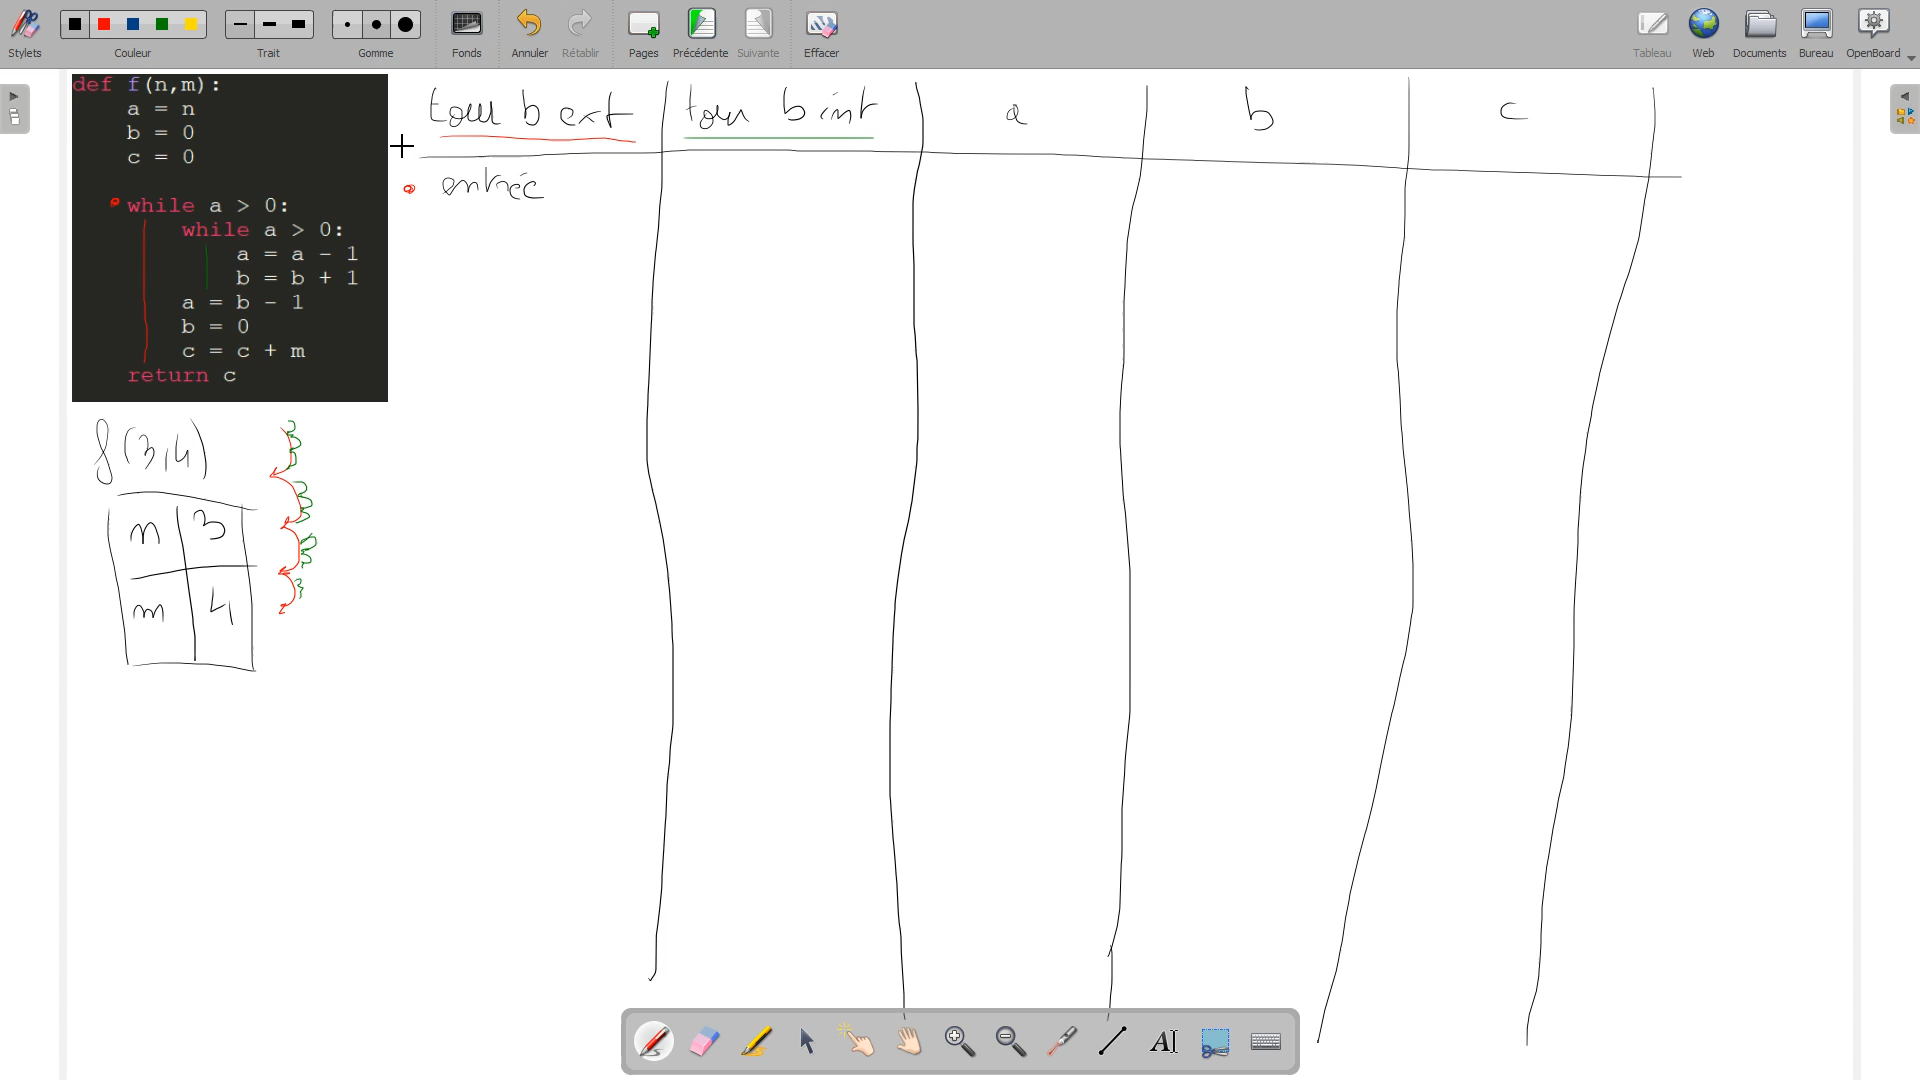 Stylets
Couleur
Trait
Gomme
Fonds
Annuler
Rétablir
Pages
Précédente
Suivante
Effacer
Tableau
Web
Documents
Bureau
OpenBoard
def f(n,m):
    a = n
    b = 0
    c = 0
    while a > 0:
        while a > 0:
            a = a - 1
            b = b + 1
        a = b - 1
        b = 0
        c = c + m
    return c
tour b ext tour b int a b c
entrée
f(3,4)
n 3
m 4